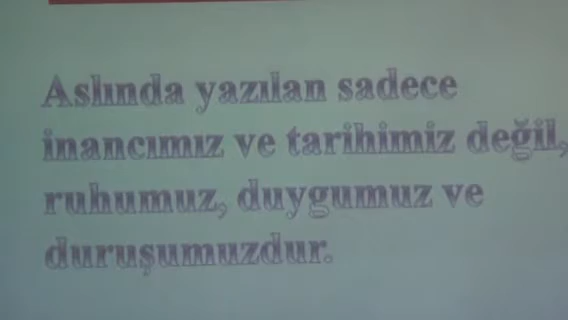 Aslında yazılan sadece
inancımız ve tarihimiz değil,
ruhumuz, duygumuz ve
duruşumuzdur.